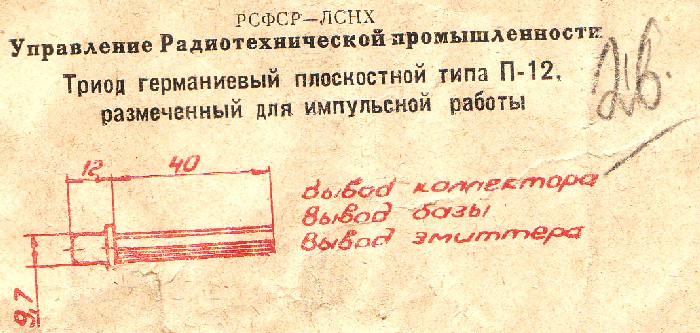 РСФСР—ЛСНХ
Управление Радиотехнической промышленности
Триод германиевый плоскостной типа П-12,
размеченный для импульсной работы
2в.
12
40
вывод коллектора
вывод базы
вывод эмиттера
9,7